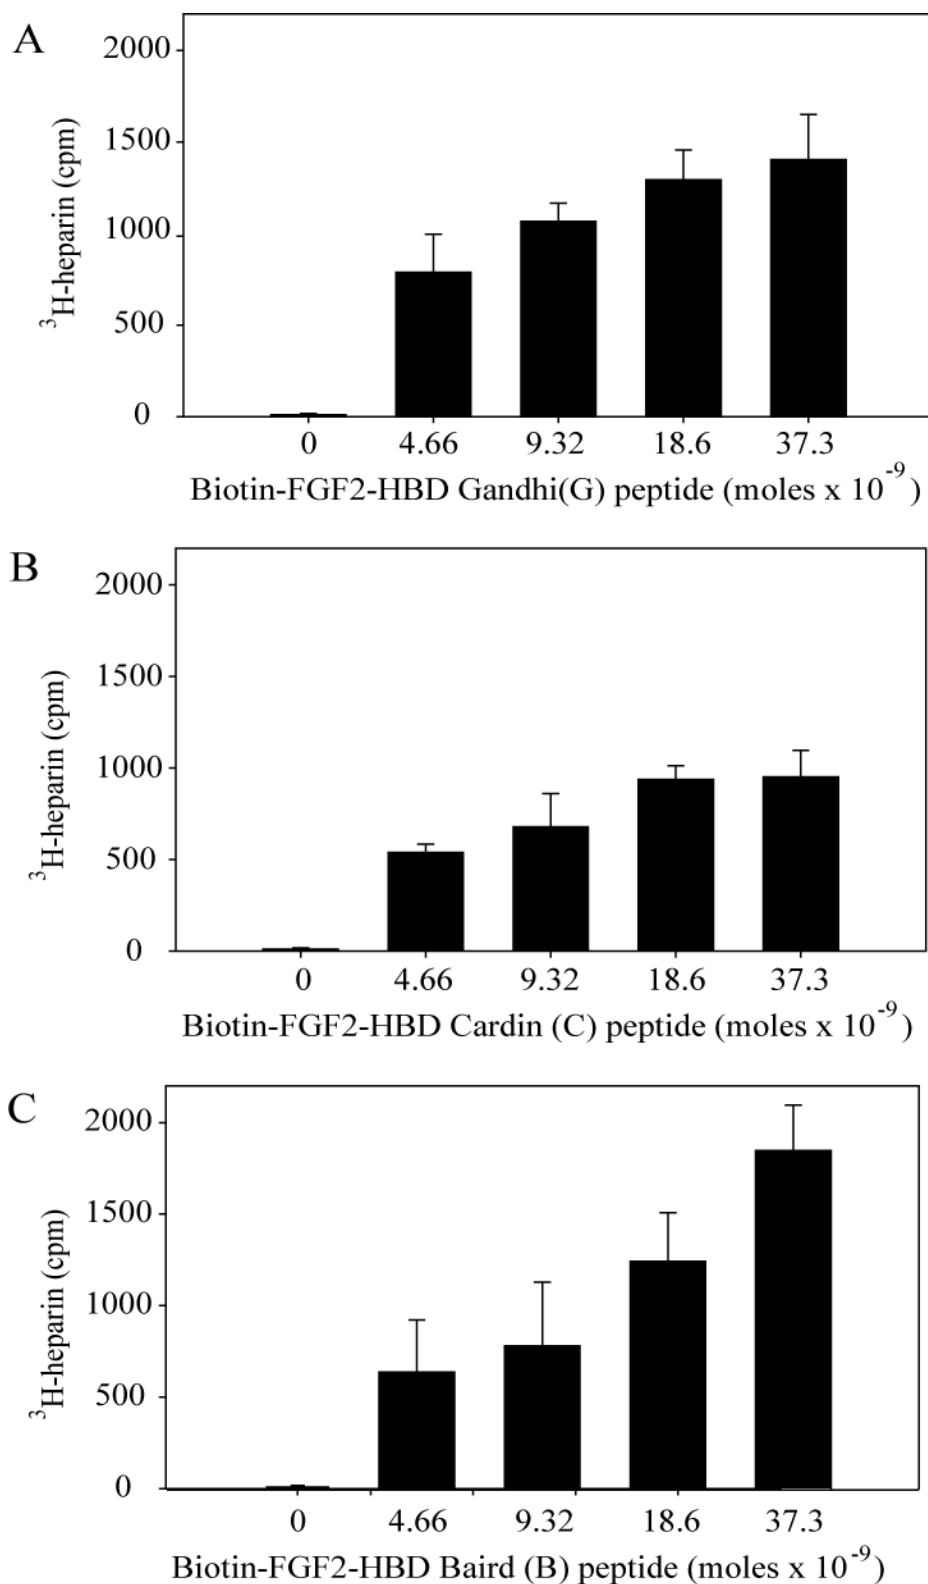 A
2000
1500
1000
500
0
³H-heparin (cpm)
0 4.66 9.32 18.6 37.3
Biotin-FGF2-HBD Gandhi(G) peptide (moles x 10⁻⁹)
B
2000
1500
1000
500
0
³H-heparin (cpm)
0 4.66 9.32 18.6 37.3
Biotin-FGF2-HBD Cardin (C) peptide (moles x 10⁻⁹)
C
2000
1500
1000
500
0
³H-heparin (cpm)
0 4.66 9.32 18.6 37.3
Biotin-FGF2-HBD Baird (B) peptide (moles x 10⁻⁹)